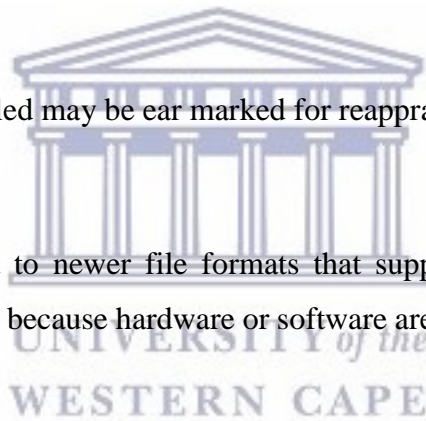 led may be ear marked for reappra
to newer file formats that supp
because hardware or software are
UNIVERSITY of the
WESTERN CAPE